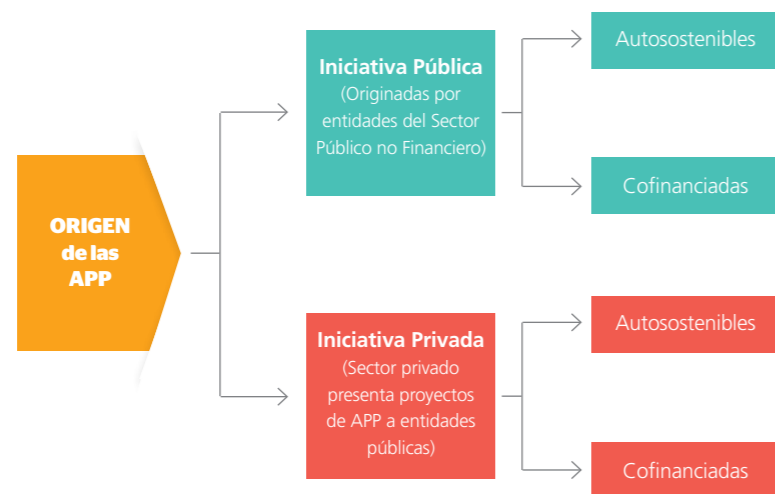 ORIGEN
de las
APP
Iniciativa Pública
(Originadas por
entidades del Sector
Público no Financiero)
Autosostenibles
Cofinanciadas
Iniciativa Privada
(Sector privado
presenta proyectos
de APP a entidades
públicas)
Autosostenibles
Cofinanciadas